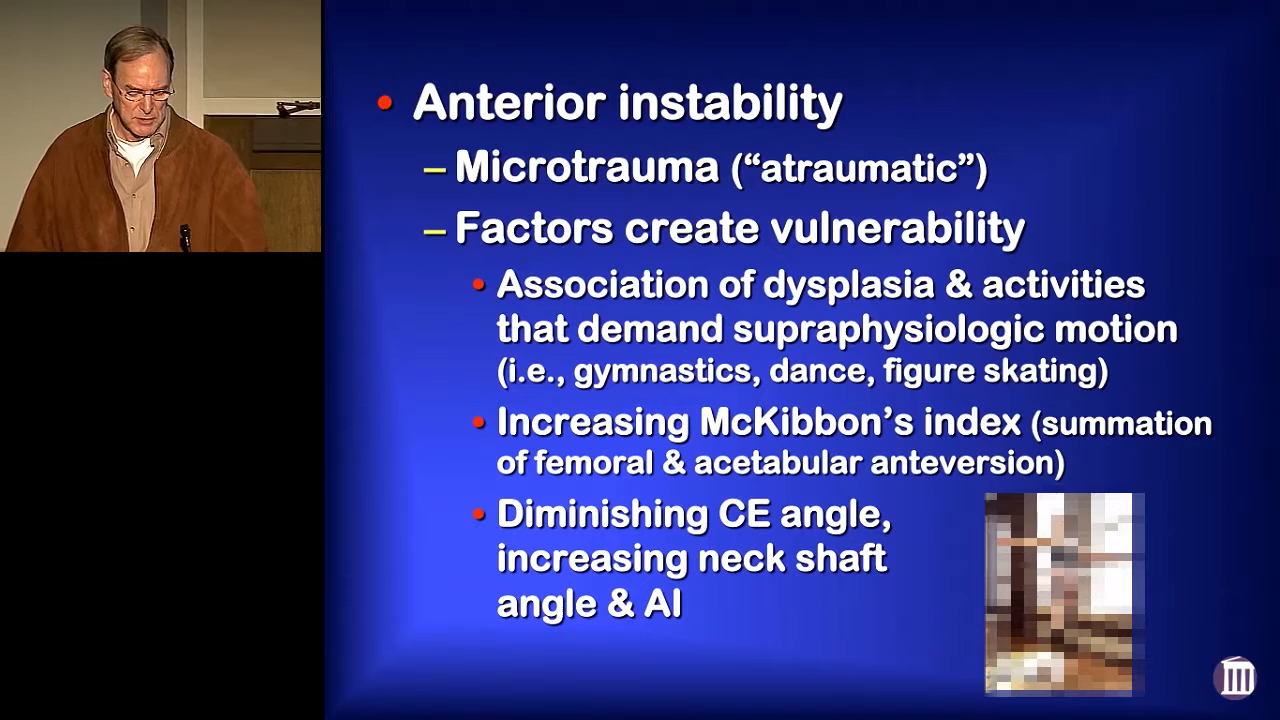 • Anterior instability
– Microtrauma (“atraumatic”)
– Factors create vulnerability
• Association of dysplasia & activities
that demand supraphysiologic motion
(i.e., gymnastics, dance, figure skating)
• Increasing McKibbon’s index (summation
of femoral & acetabular anteversion)
• Diminishing CE angle,
increasing neck shaft
angle & AI